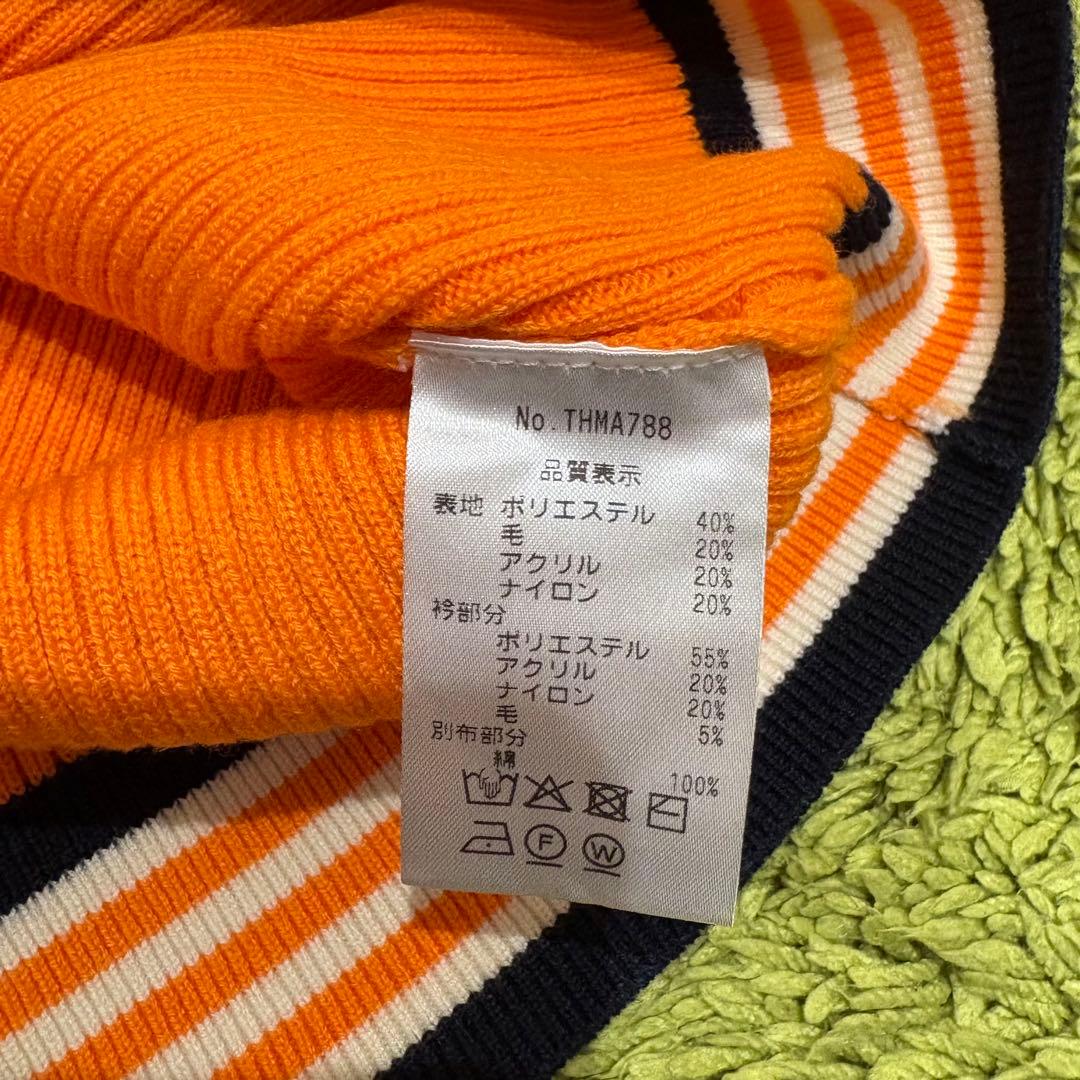 No.THMA788
品質表示
表地 ポリエステル 40%
毛 20%
アクリル 20%
ナイロン 20%
衿部分
ポリエステル 55%
アクリル 20%
ナイロン 20%
毛 5%
別布部分
綿 100%
F W